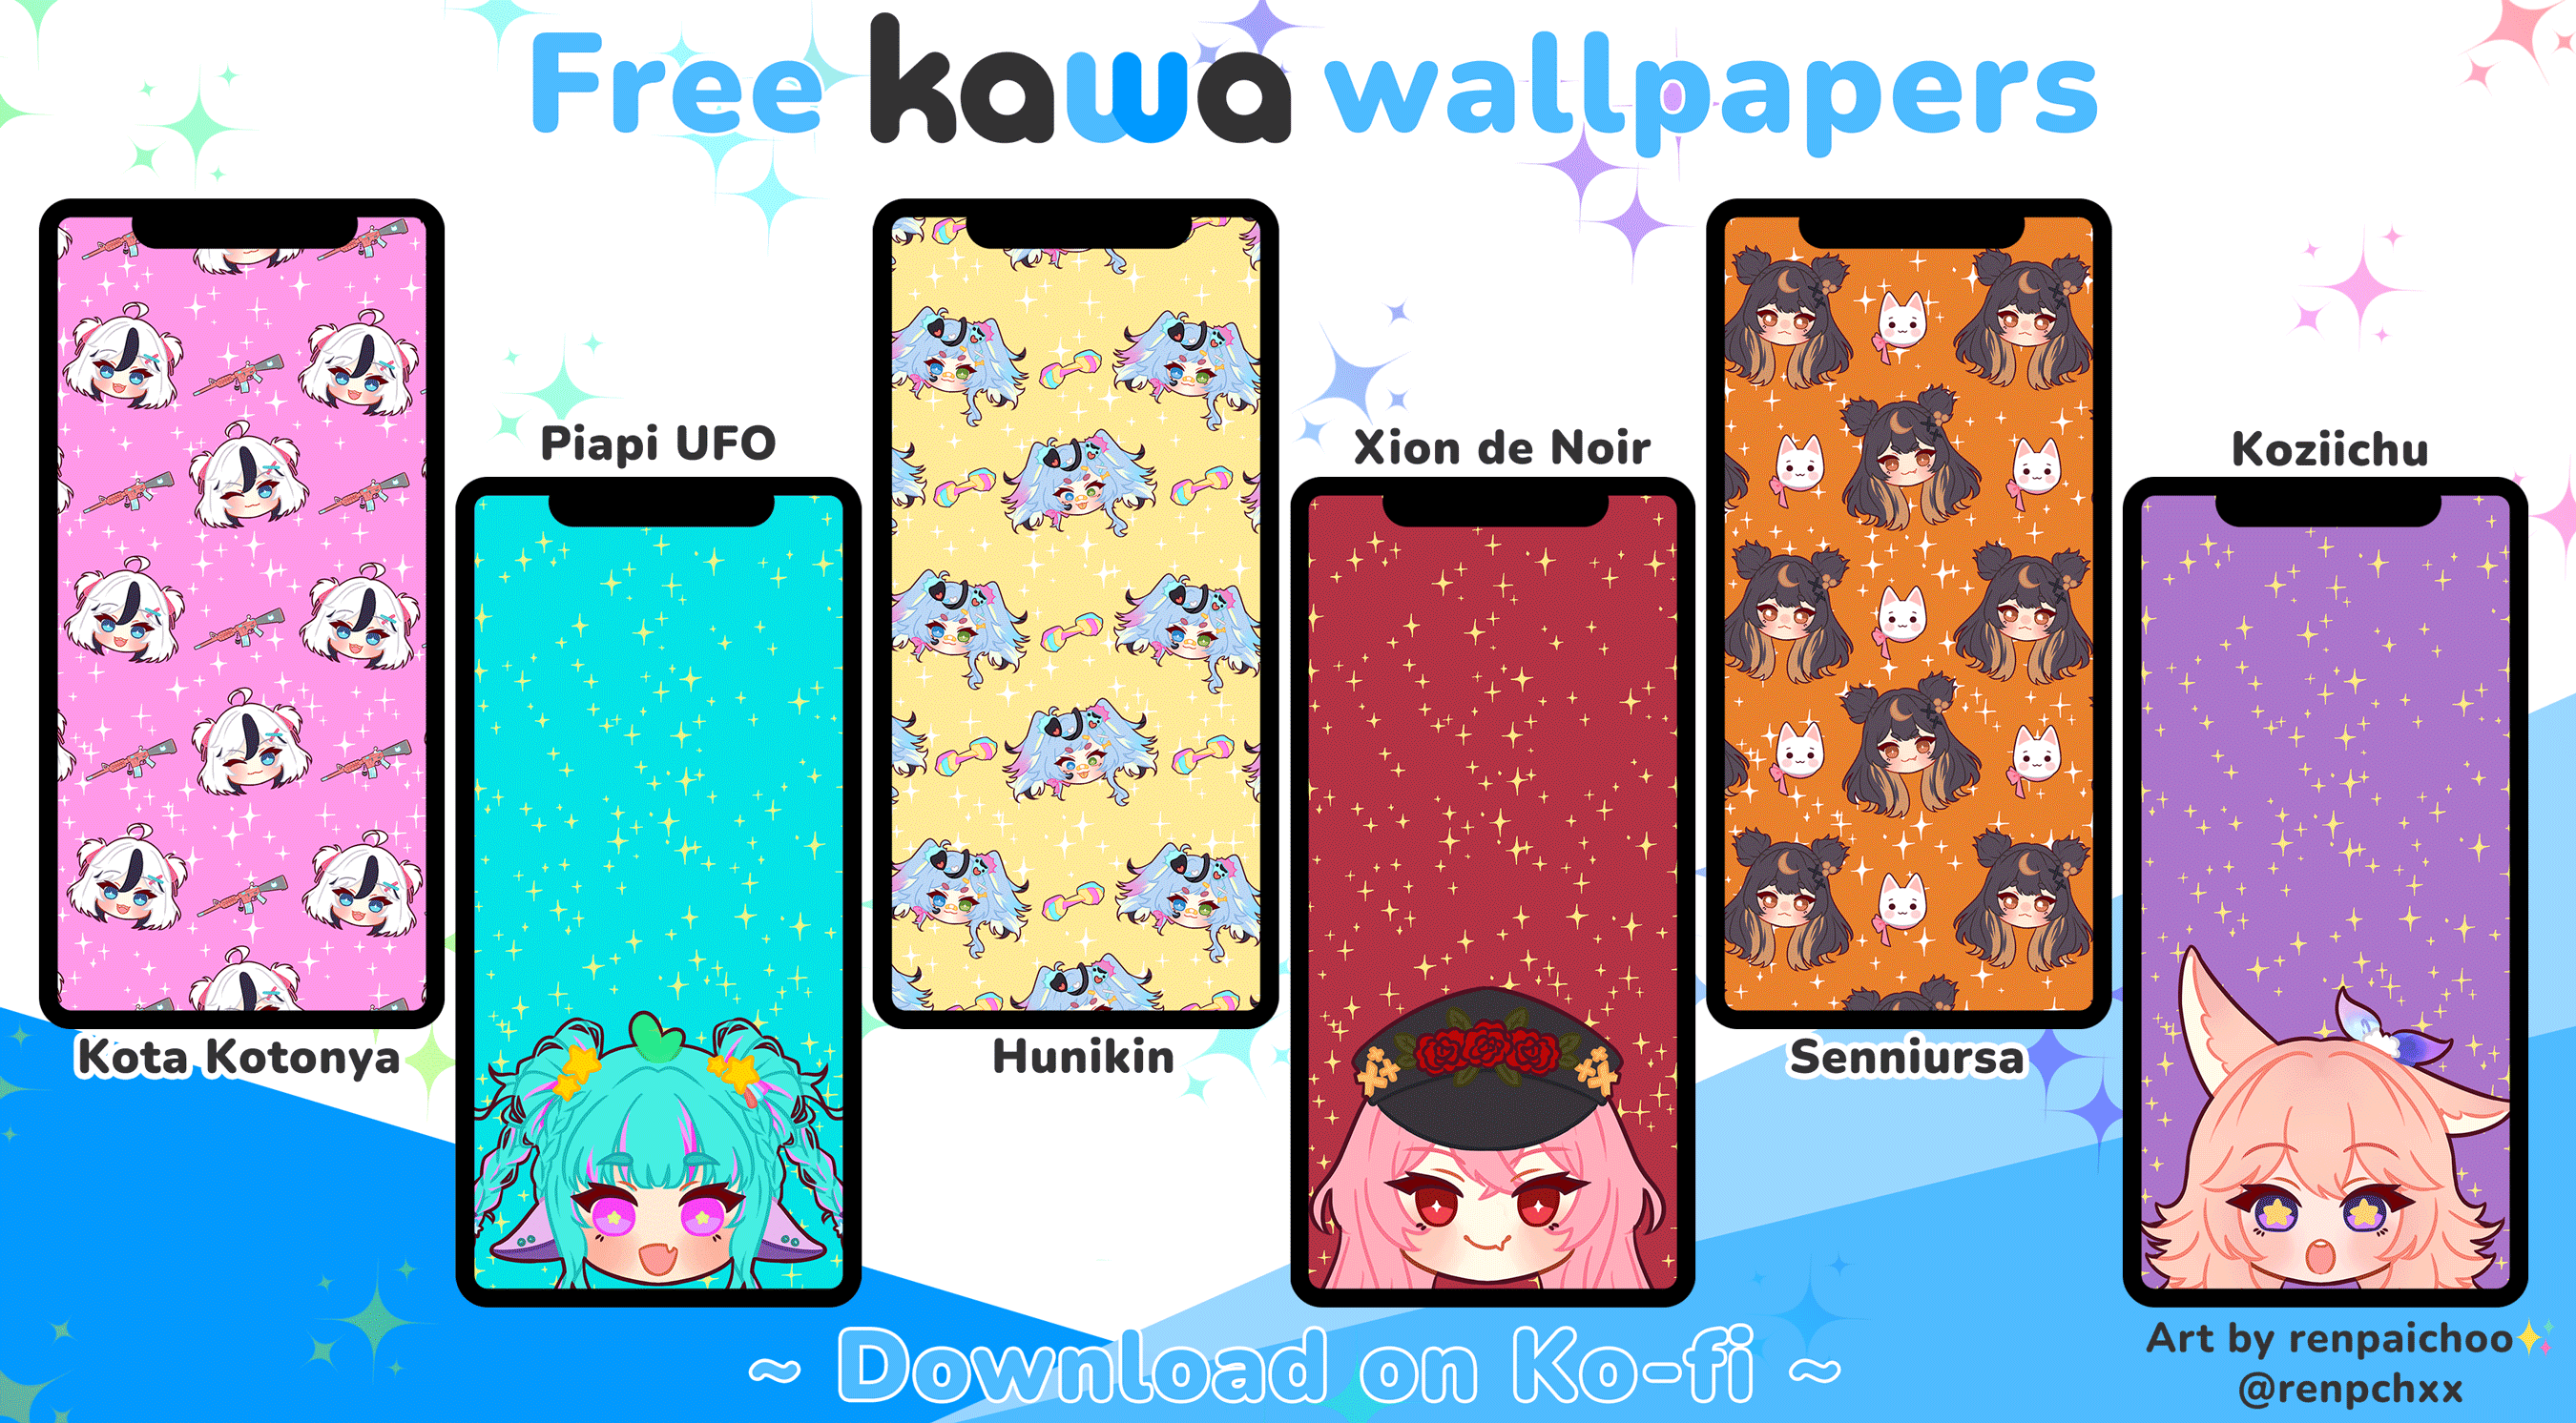 Free kawa wallpapers
Piapi UFO
Xion de Noir
Koziichu
Kota Kotonya
Hunikin
Senniursa
~ Download on Ko-fi ~
Art by renpaichoo
@renpchxx